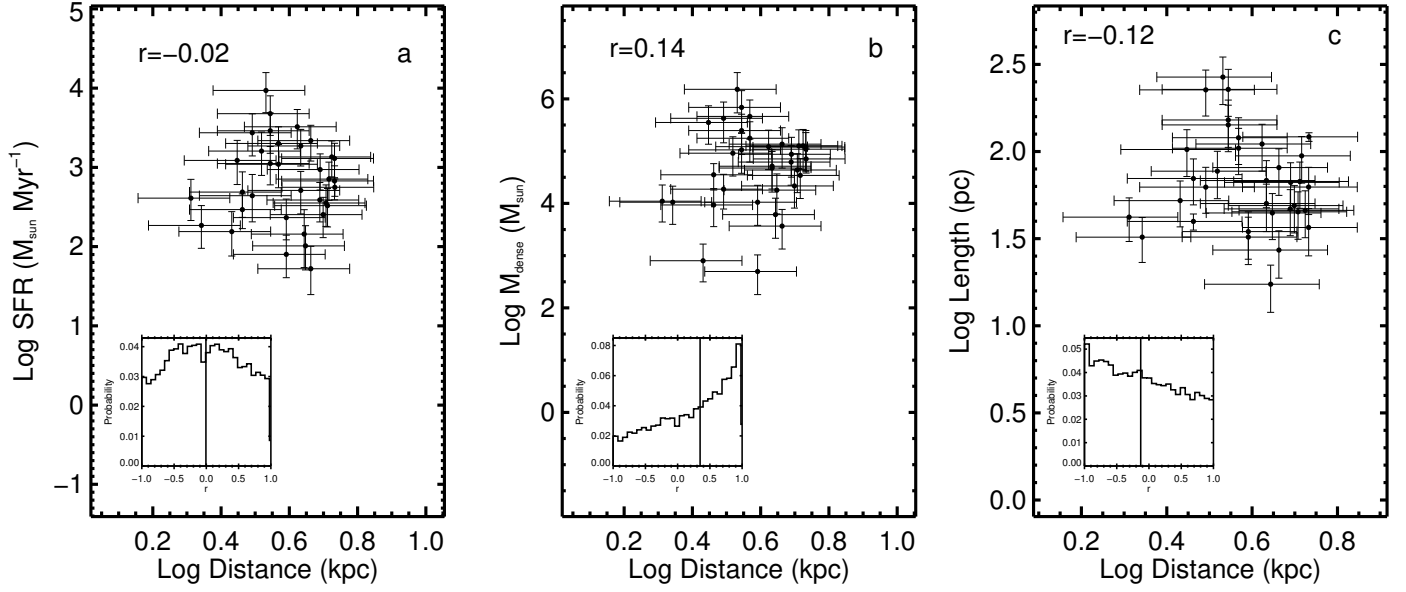 r=−0.02
a
Log SFR (M_sun Myr⁻¹)
5
4
3
2
1
0
−1
0.2 0.4 0.6 0.8 1.0
Log Distance (kpc)
Probability
0.04
0.03
0.02
0.01
0.00
−1.0 −0.5 0.0 0.5 1.0
r
r=0.14
b
Log M_dense (M_sun)
6
4
2
0
0.2 0.4 0.6 0.8 1.0
Log Distance (kpc)
Probability
0.08
0.06
0.04
0.02
0.00
−1.0 −0.5 0.0 0.5 1.0
r
r=−0.12
c
Log Length (pc)
2.5
2.0
1.5
1.0
0.5
0.0
0.2 0.4 0.6 0.8
Log Distance (kpc)
Probability
0.05
0.04
0.03
0.02
0.01
0.00
−1.0 −0.5 0.0 0.5 1.0
r